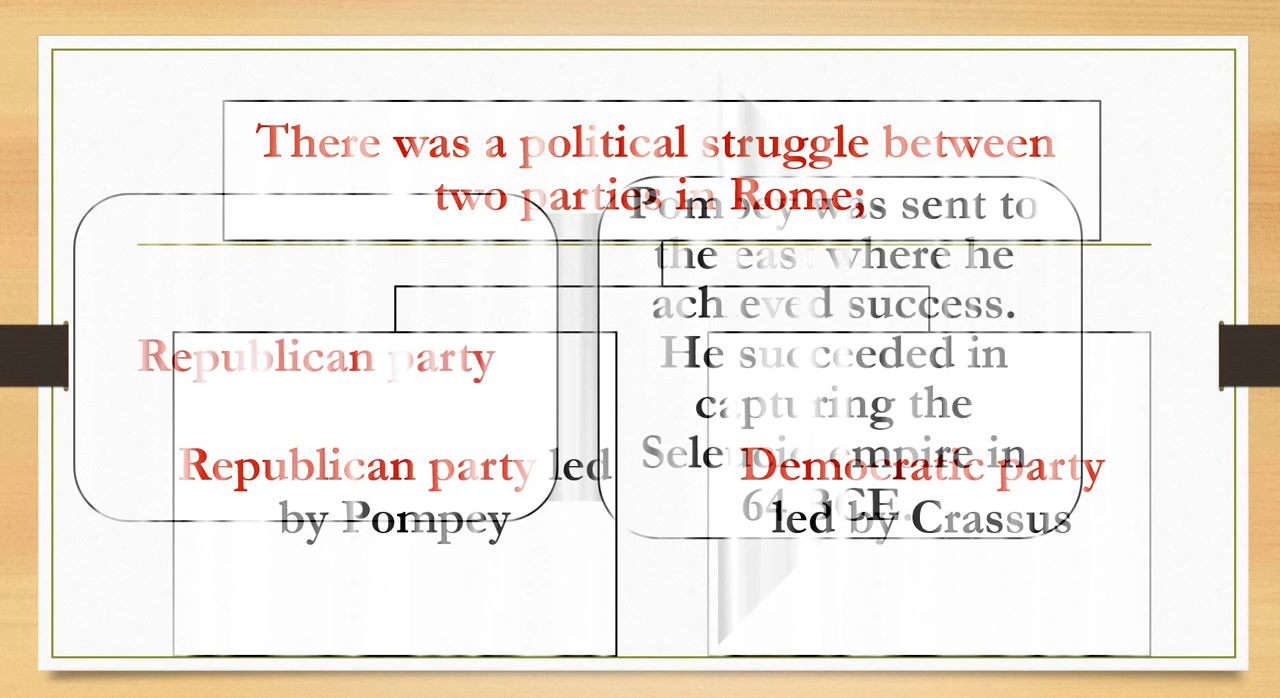 There was a political struggle between
two parties in Rome;
Republican party led
by Pompey
Democratic party
led by Crassus
Republican party
Pompey was sent to
the east where he
achieved success.
He succeeded in
capturing the
Seleucid empire in
64 BCE.